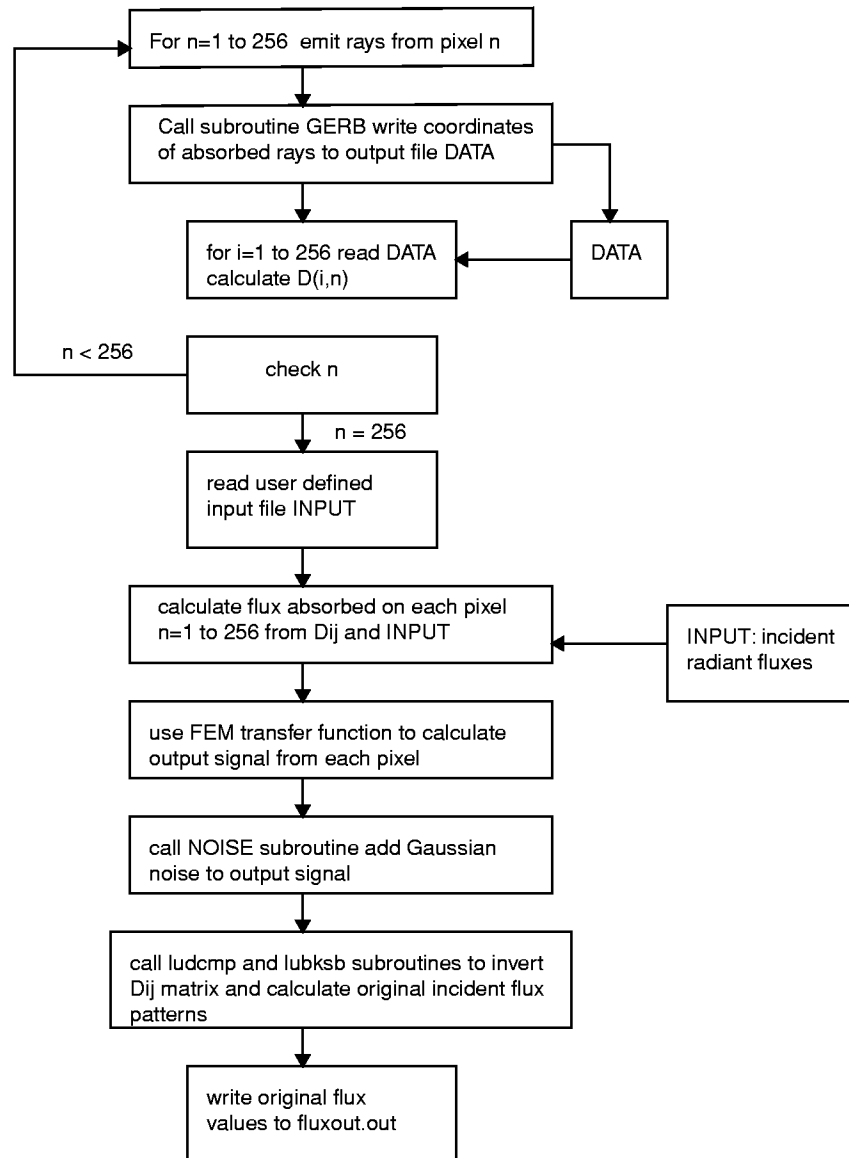 For n=1 to 256 emit rays from pixel n
Call subroutine GERB write coordinates
of absorbed rays to output file DATA
for i=1 to 256 read DATA
calculate D(i,n)
DATA
n < 256
check n
n = 256
read user defined
input file INPUT
calculate flux absorbed on each pixel
n=1 to 256 from Dij and INPUT
INPUT: incident
radiant fluxes
use FEM transfer function to calculate
output signal from each pixel
call NOISE subroutine add Gaussian
noise to output signal
call ludcmp and lubksb subroutines to invert
Dij matrix and calculate original incident flux
patterns
write original flux
values to fluxout.out